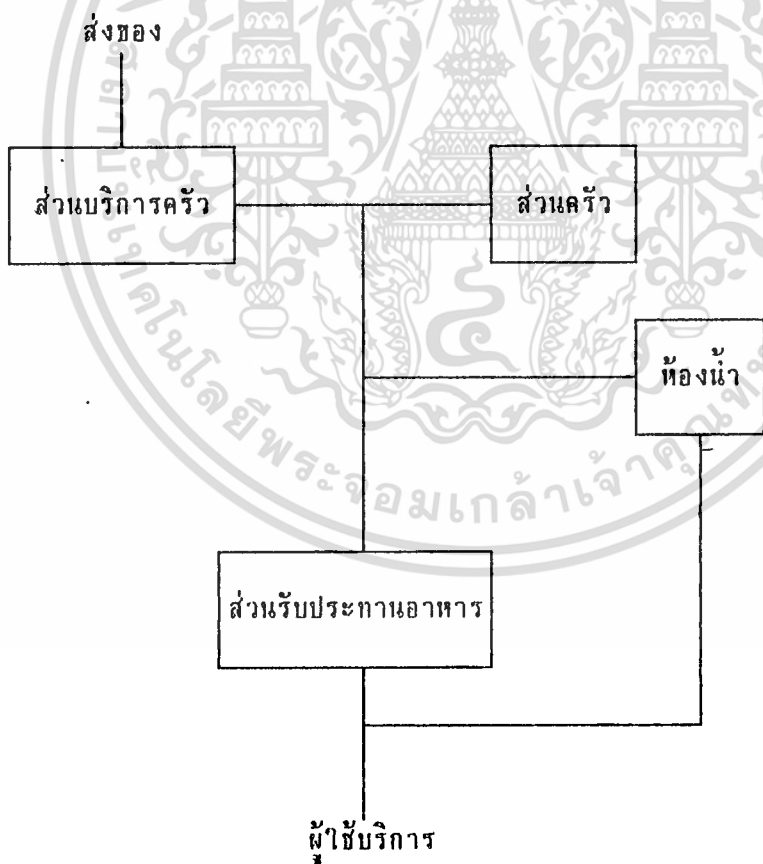 ส่งของ
ส่วนบริการครัว
ส่วนครัว
ห้องน้ำ
ส่วนรับประทานอาหาร
ผู้ใช้บริการ